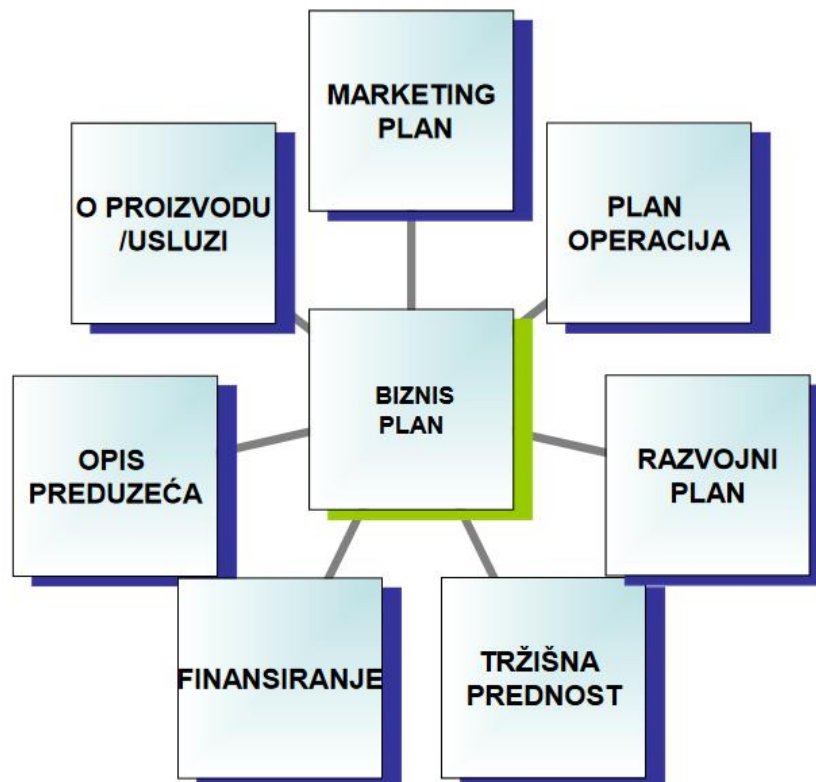 MARKETING
PLAN
O PROIZVODU
/USLUZI
PLAN
OPERACIJA
BIZNIS
PLAN
OPIS
PREDUZEĆA
RAZVOJNI
PLAN
FINANSIRANJE
TRŽIŠNA
PREDNOST